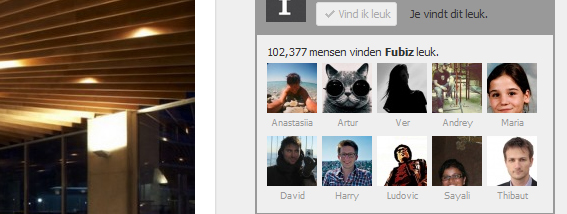 Vind ik leuk Je vindt dit leuk.
102,377 mensen vinden Fubiz leuk.
Anastasiia Artur Ver Andrey Maria
David Harry Ludovic Sayali Thibaut